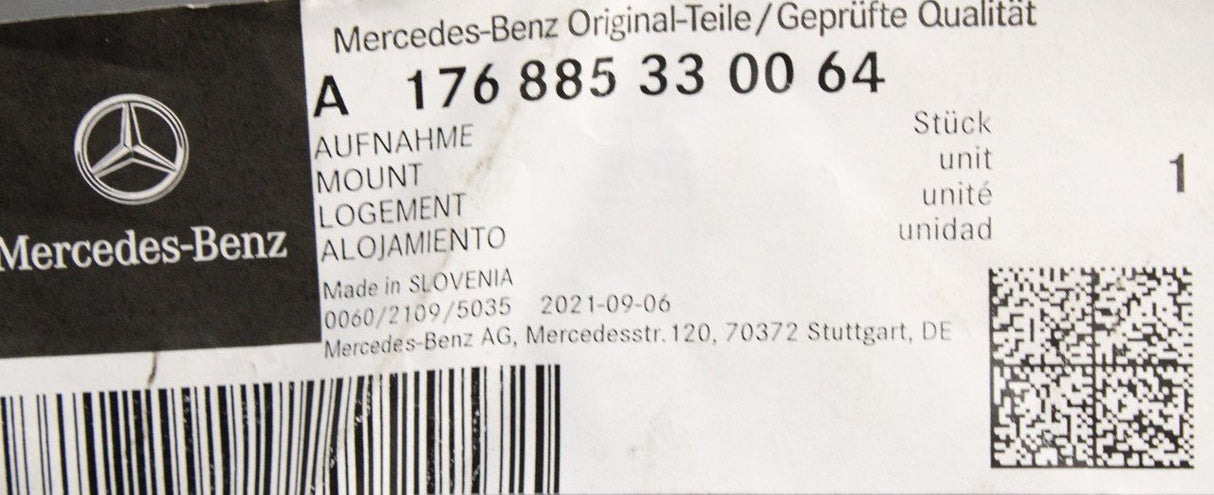 Mercedes-Benz Original-Teile/Geprüfte Qualität
A 176 885 33 00 64
AUFNAHME Stück
MOUNT unit 1
LOGEMENT unité
ALOJAMIENTO unidad
Mercedes-Benz
Made in SLOVENIA
0060/2109/5035 2021-09-06
Mercedes-Benz AG, Mercedesstr. 120, 70372 Stuttgart, DE